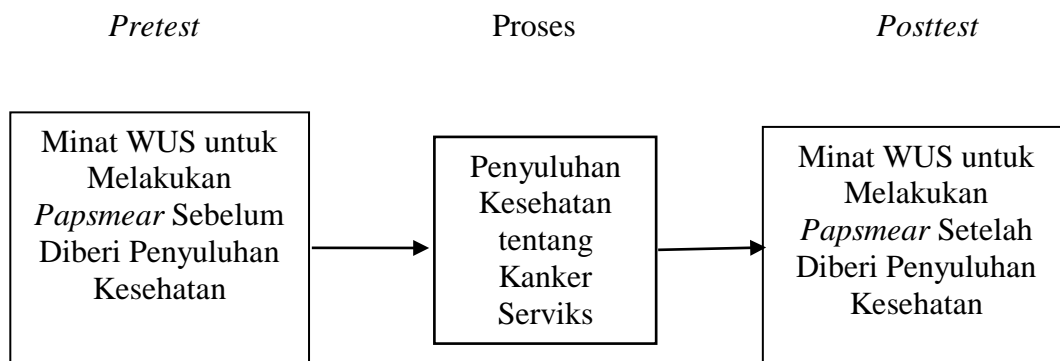 Pretest Proses Posttest
Minat WUS untuk
Melakukan
Papsmear Sebelum
Diberi Penyuluhan
Kesehatan
Penyuluhan
Kesehatan
tentang
Kanker
Serviks
Minat WUS untuk
Melakukan
Papsmear Setelah
Diberi Penyuluhan
Kesehatan